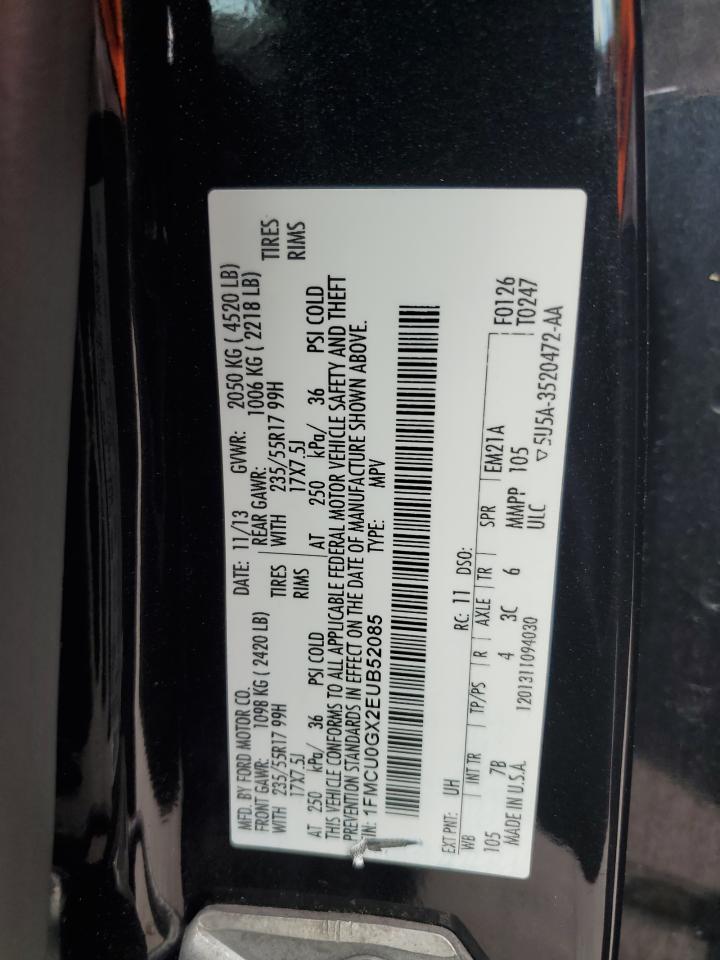 MFD. BY FORD MOTOR CO. DATE: 11/13 GVWR: 2050 KG ( 4520 LB)
FRONT GAWR: 1098 KG ( 2420 LB) REAR GAWR: 1006 KG ( 2218 LB)
WITH 235/55R17 99H TIRES WITH 235/55R17 99H TIRES
17X7.5J RIMS 17X7.5J RIMS
AT 250 kPa/ 36 PSI COLD AT 250 kPa/ 36 PSI COLD
THIS VEHICLE CONFORMS TO ALL APPLICABLE FEDERAL MOTOR VEHICLE SAFETY AND THEFT
PREVENTION STANDARDS IN EFFECT ON THE DATE OF MANUFACTURE SHOWN ABOVE.
IN: 1FMCU0GX2EUB52085 TYPE: MPV
EXT PNT: UH RC: 11 DSO:
WB INT TR TP/PS R AXLE TR SPR EM21A F0126
105 7B 4 3C 6 MMPP 105 T0247
MADE IN U.S.A. 1201311094030 ULC ▽5U5A-3520472-AA